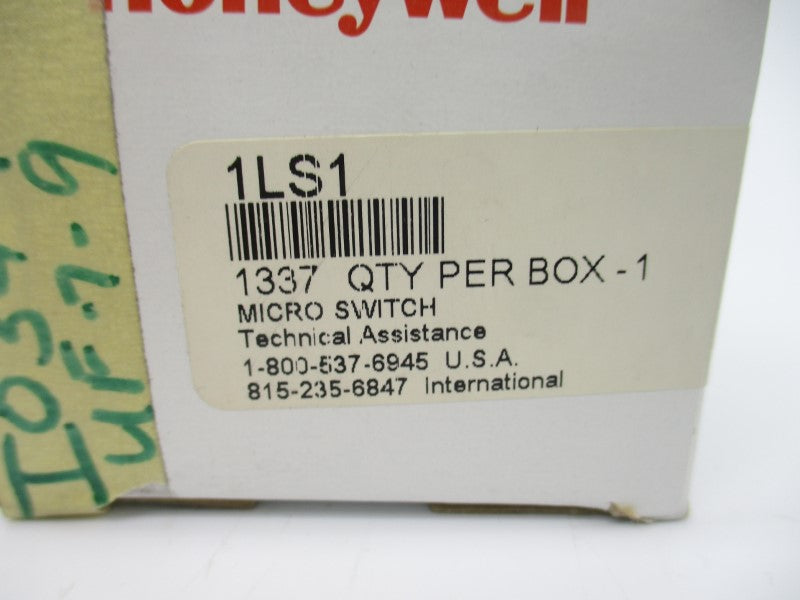 Honeywell
1LS1
1337 QTY PER BOX - 1
MICRO SWITCH
Technical Assistance
1-800-537-6945 U.S.A.
815-235-6847 International